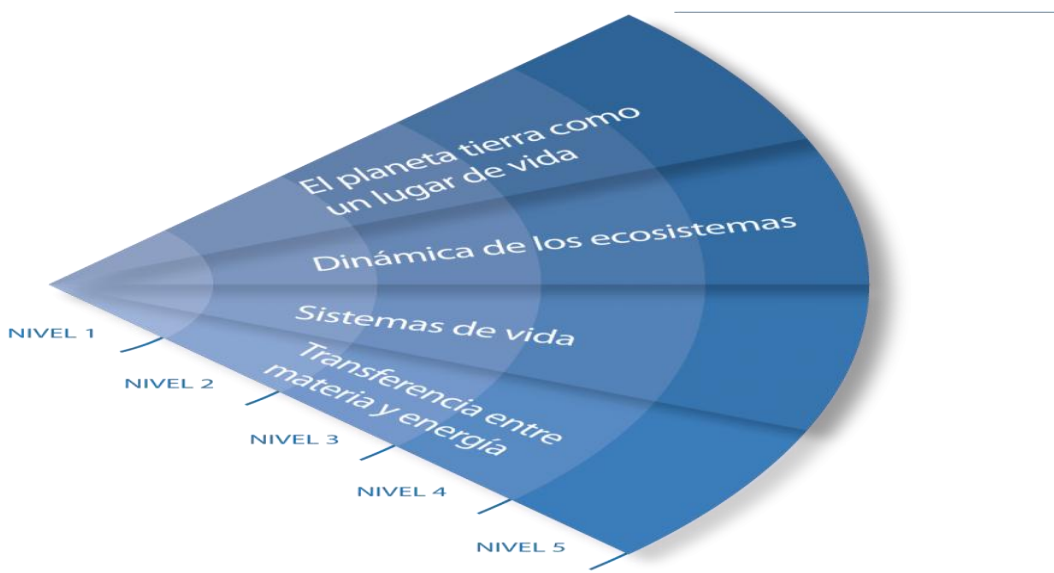 El planeta tierra como
un lugar de vida
Dinámica de los ecosistemas
Sistemas de vida
Transferencia entre
materia y energía
NIVEL 1
NIVEL 2
NIVEL 3
NIVEL 4
NIVEL 5